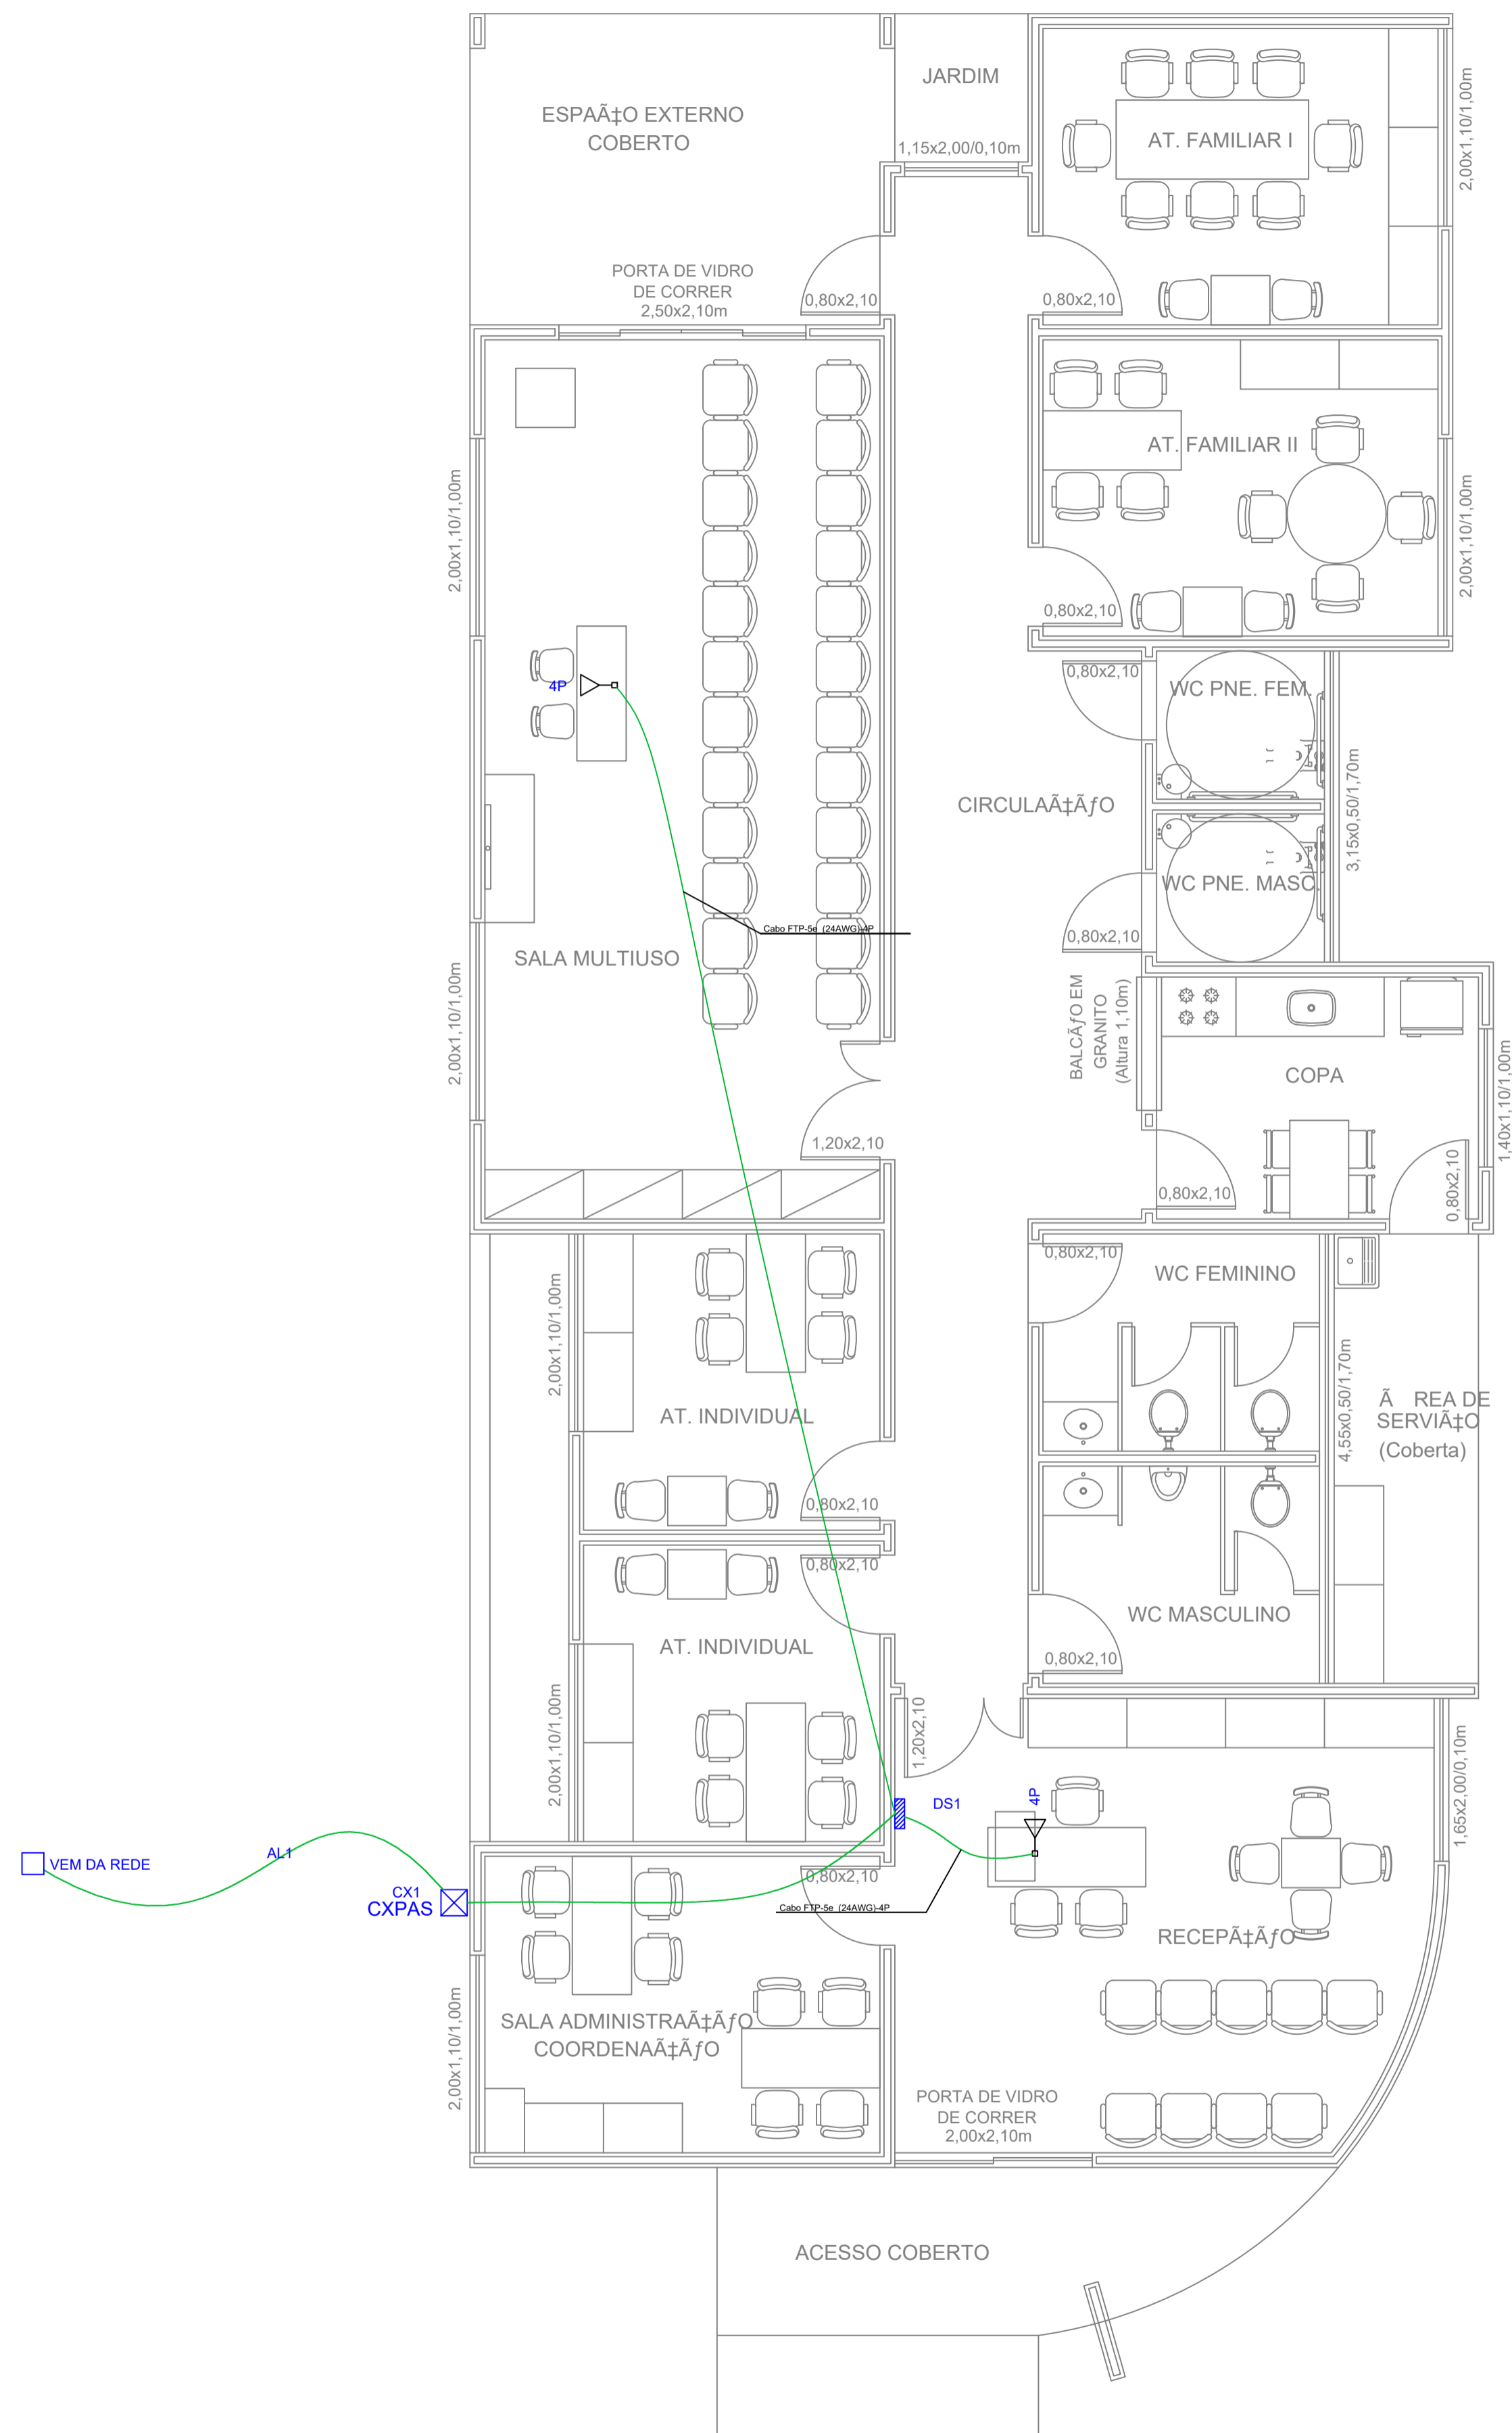 JARDIM
ESPAÃ‡O EXTERNO
COBERTO
1,15x2,00/0,10m
AT. FAMILIAR I
2,00x1,10/1,00m
PORTA DE VIDRO
DE CORRER
2,50x2,10m
0,80x2,10
0,80x2,10
AT. FAMILIAR II
2,00x1,10/1,00m
2,00x1,10/1,00m
0,80x2,10
4P
0,80x2,10
WC PNE. FEM.
CIRCULAÃ‡ÃƒO
3,15x0,50/1,70m
WC PNE. MASC.
Cabo FTP-5e (24AWG)-4P
0,80x2,10
SALA MULTIUSO
2,00x1,10/1,00m
BALCÃƒO EM
GRANITO
(Altura 1,10m)
COPA
1,40x1,10/1,00m
1,20x2,10
0,80x2,10
0,80x2,10
0,80x2,10
WC FEMININO
2,00x1,10/1,00m
AT. INDIVIDUAL
4,55x0,50/1,70m
Ã REA DE
SERVIÃ‡O
(Coberta)
0,80x2,10
0,80x2,10
WC MASCULINO
AT. INDIVIDUAL
0,80x2,10
2,00x1,10/1,00m
1,20x2,10
1,65x2,00/0,10m
DS1
4P
AL1
VEM DA REDE
0,80x2,10
CX1
CXPAS
Cabo FTP-5e (24AWG)-4P
RECEPÃ‡ÃƒO
SALA ADMINISTRAÃ‡ÃƒO
COORDENAÃ‡ÃƒO
2,00x1,10/1,00m
PORTA DE VIDRO
DE CORRER
2,00x2,10m
ACESSO COBERTO